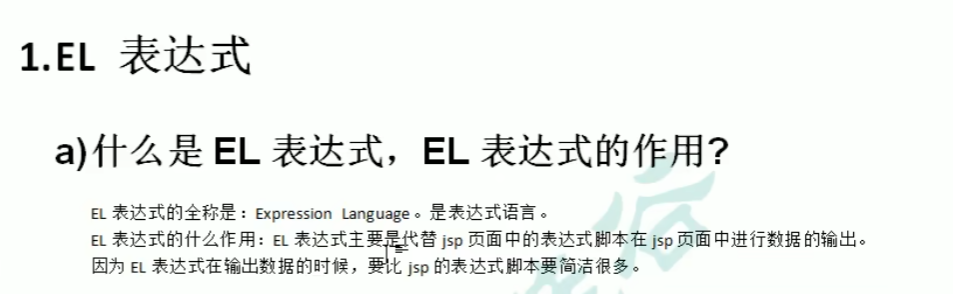 1.EL 表达式
a)什么是 EL 表达式，EL 表达式的作用?
EL 表达式的全称是：Expression Language。是表达式语言。
EL 表达式的什么作用：EL 表达式主要是代替 jsp 页面中的表达式脚本在 jsp 页面中进行数据的输出。
因为 EL 表达式在输出数据的时候，要比 jsp 的表达式脚本要简洁很多。